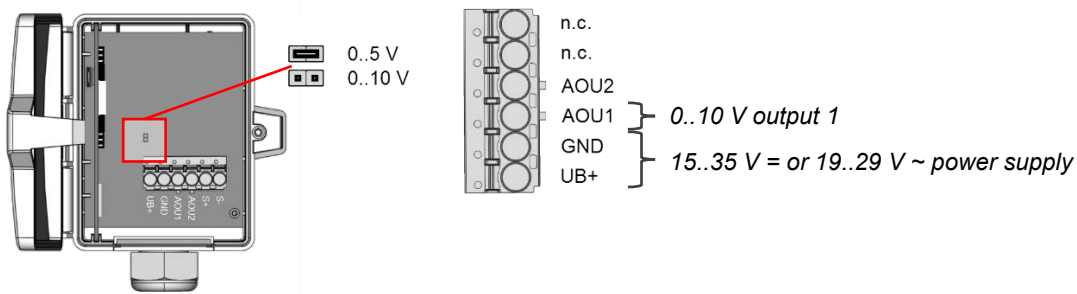 0..5 V
0..10 V
UB+
GND
AOU1
AOU2
S+
S-
n.c.
n.c.
AOU2
AOU1
0..10 V output 1
GND
UB+
15..35 V = or 19..29 V ~ power supply